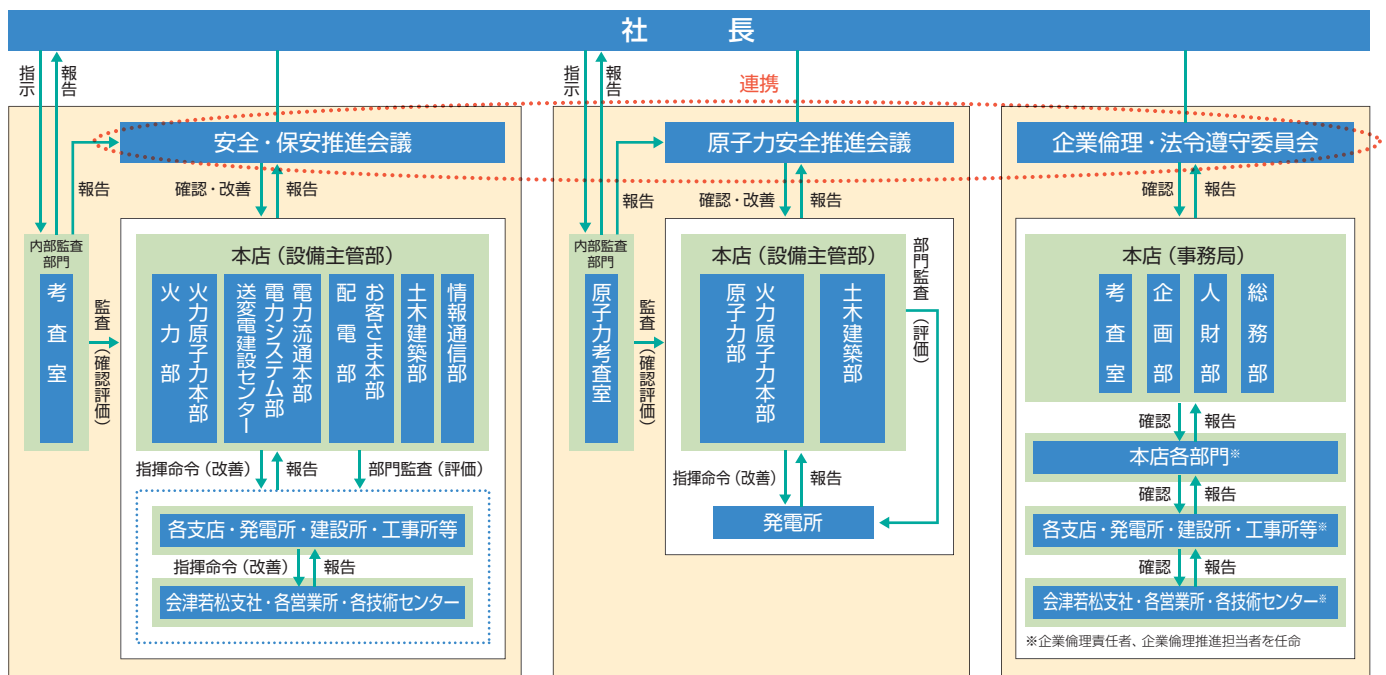 社長
指示
報告
指示
報告
連携
安全・保安推進会議
原子力安全推進会議
企業倫理・法令遵守委員会
報告
確認・改善
報告
報告
確認・改善
報告
確認
報告
内部監査
部門
考査室
監査(確認評価)
本店(設備主管部)
火力原子力本部
火力部
電力流通本部
電力システム部
送変電建設センター
お客さま本部
配電部
土木建築部
情報通信部
指揮命令(改善)
報告
部門監査(評価)
各支店・発電所・建設所・工事所等
指揮命令(改善)
報告
会津若松支社・各営業所・各技術センター
内部監査
部門
原子力考査室
監査(確認評価)
本店(設備主管部)
火力原子力本部
原子力部
土木建築部
部門監査(評価)
指揮命令(改善)
報告
発電所
本店(事務局)
考査室
企画部
人財部
総務部
確認
報告
本店各部門※
確認
報告
各支店・発電所・建設所・工事所等※
確認
報告
会津若松支社・各営業所・各技術センター※
※企業倫理責任者、企業倫理推進担当者を任命